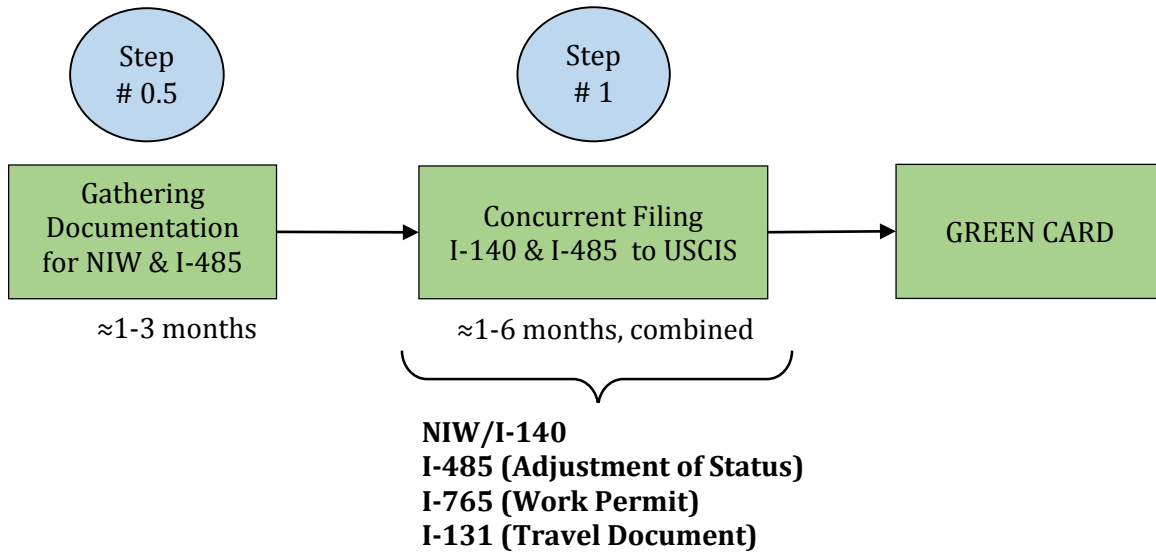 Step
# 0.5
Step
# 1
Gathering
Documentation
for NIW & I-485
Concurrent Filing
I-140 & I-485 to USCIS
GREEN CARD
≈1-3 months
≈1-6 months, combined
NIW/I-140
I-485 (Adjustment of Status)
I-765 (Work Permit)
I-131 (Travel Document)